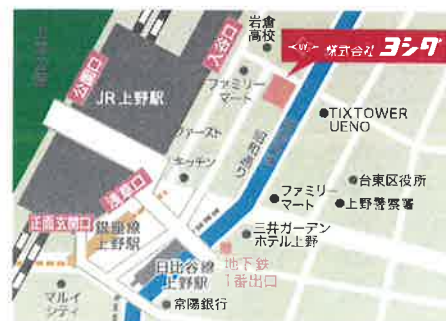 岩倉
高校
UY
株式会社 ヨシダ
入谷口
公園口
ファミリー
マート
JR上野駅
TIXTOWER
UENO
ファースト
キッチン
昭和通り
浅草口
台東区役所
ファミリー
マート
上野警察署
正面玄関口
銀座線
上野駅
三井ガーデン
ホテル上野
日比谷線
上野駅
地下鉄
1番出口
マルイ
シティ
常陽銀行